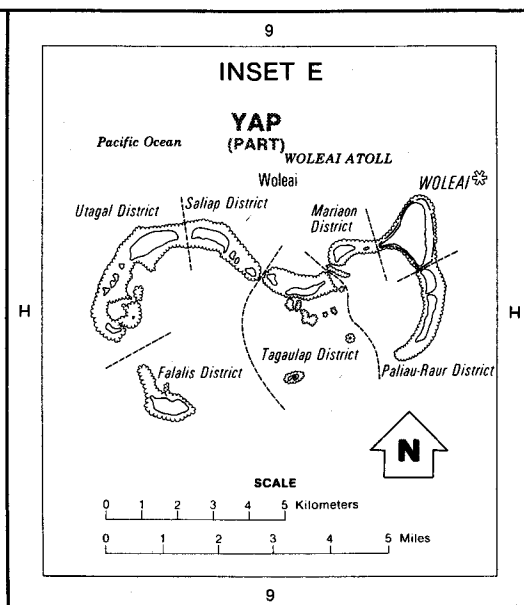 9
INSET E
YAP
(PART)
Pacific Ocean
WOLEAI ATOLL
Woleai
WOLEAI
Utagal District
Saliap District
Mariaon
District
H
H
Falalis District
Tagaulap District
Paliau-Raur District
N
SCALE
0 1 2 3 4 5 Kilometers
0 1 2 3 4 5 Miles
9